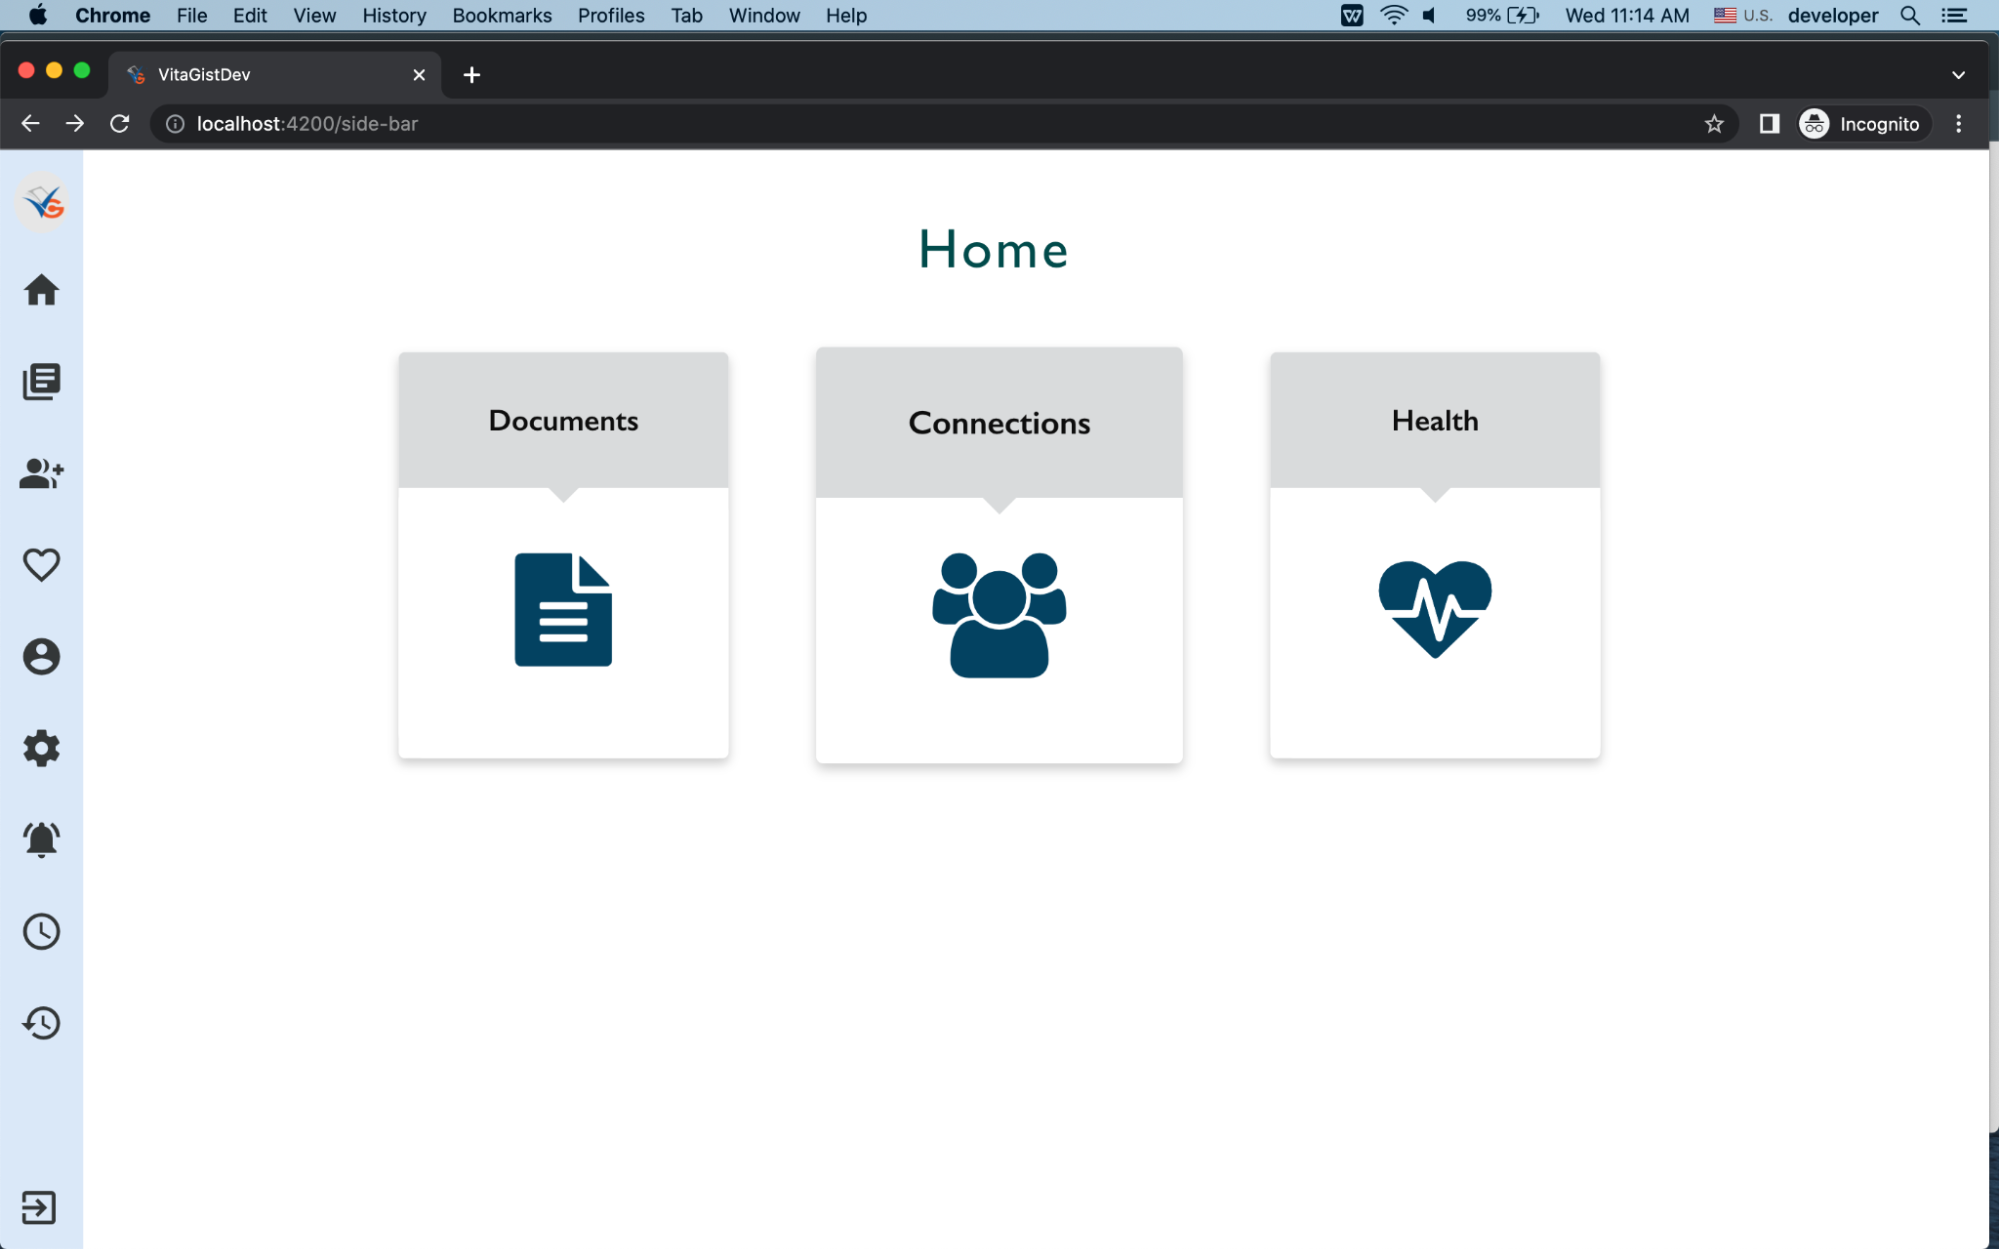 Chrome File Edit View History Bookmarks Profiles Tab Window Help 99% Wed 11:14 AM U.S. developer
VitaGistDev
localhost:4200/side-bar Incognito
Home
Documents Connections Health